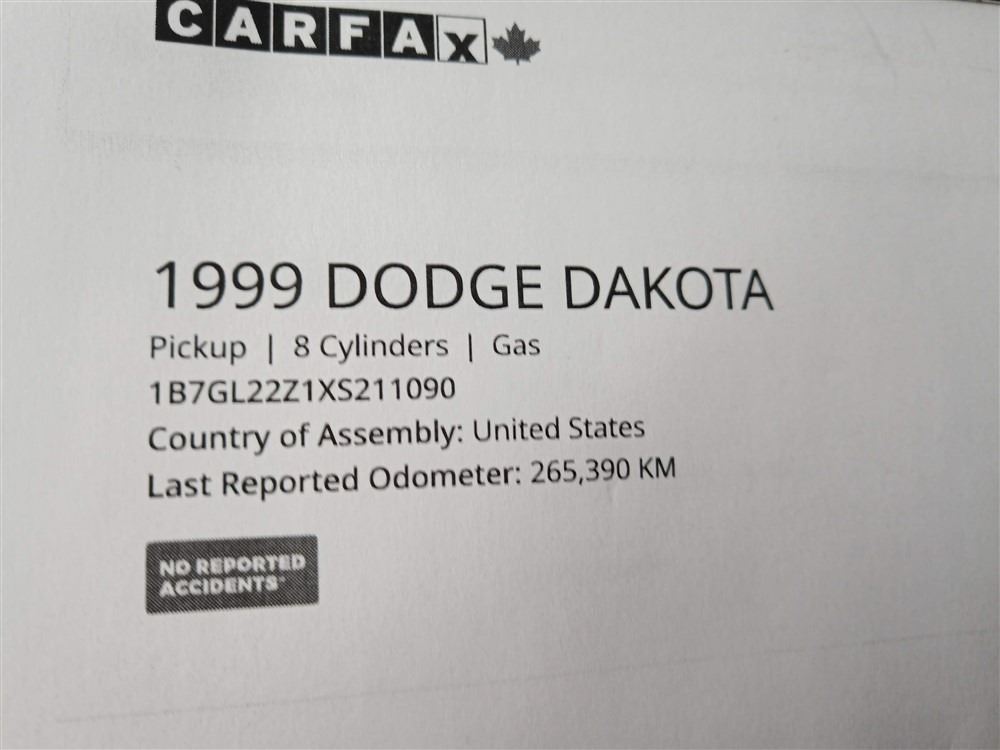 CARFAX
1999 DODGE DAKOTA
Pickup | 8 Cylinders | Gas
1B7GL22Z1XS211090
Country of Assembly: United States
Last Reported Odometer: 265,390 KM
NO REPORTED
ACCIDENTS